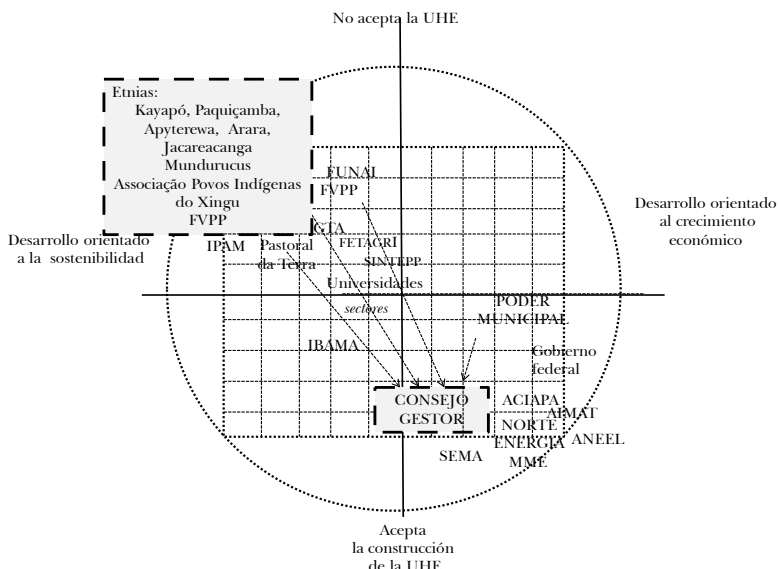 No acepta la UHE
Etnias:
Kayapó, Paquiçamba,
Apyterewa, Arara,
Jacareacanga
Mundurucus
Associação Povos Indígenas
do Xingu
FVPP
FUNAI
FVPP
Desarrollo orientado
al crecimiento
económico
Desarrollo orientado
a la sostenibilidad
GTA
FETAGRI
IPAM
Pastoral
da Terra
SINTEPP
Universidades
sectores
PODER
MUNICIPAL
IBAMA
Gobierno
federal
CONSEJO
GESTOR
ACIAPA
AIMAT
NORTE
ENERGIA
ANEEL
SEMA
MME
Acepta
la construcción
de la UHE